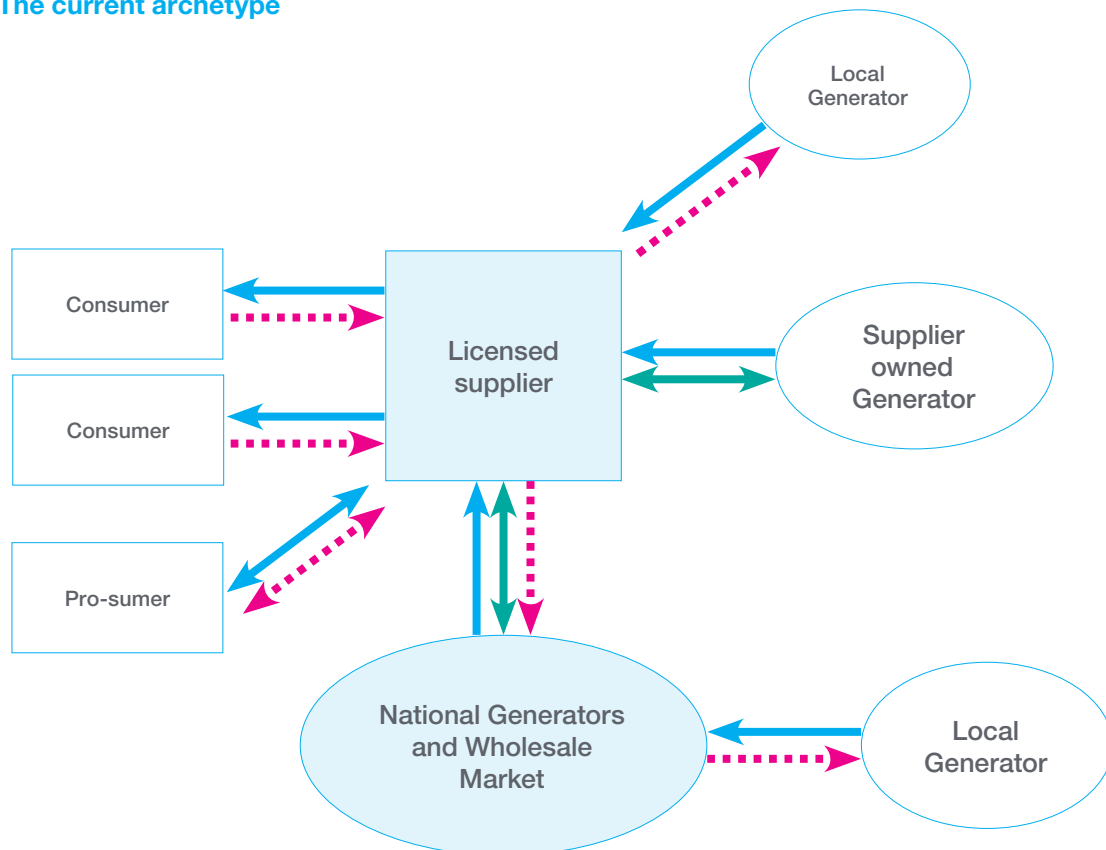 The current archetype
Local
Generator
Consumer
Licensed
supplier
Supplier
owned
Generator
Consumer
Pro-sumer
National Generators
and Wholesale
Market
Local
Generator